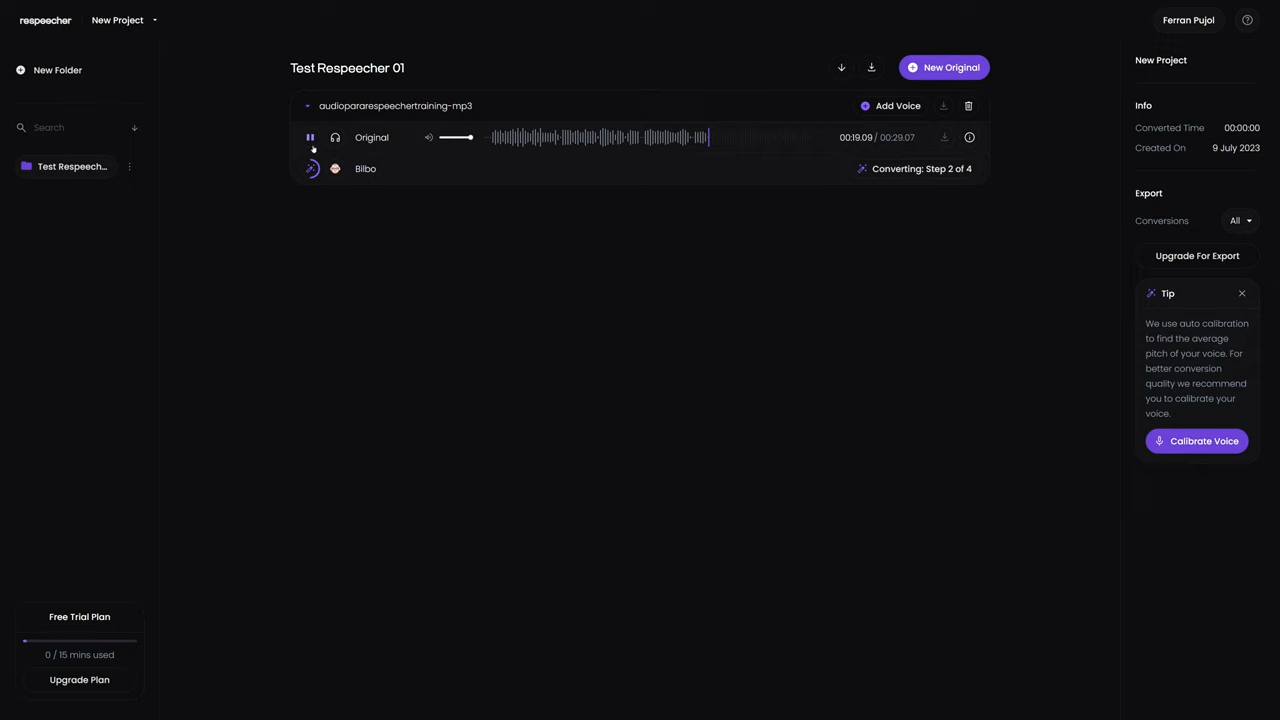 respeecher
New Project
Ferran Pujol
New Folder
Search
Test Respeech...
Free Trial Plan
0 / 15 mins used
Upgrade Plan
Test Respeecher 01
New Original
audiopararespeechertraining-mp3
Add Voice
Original
00:19.09 / 00:29.07
Bilbo
Converting: Step 2 of 4
New Project
Info
Converted Time 00:00:00
Created On 9 July 2023
Export
Conversions All
Upgrade For Export
Tip
We use auto calibration
to find the average
pitch of your voice. For
better conversion
quality we recommend
you to calibrate your
voice.
Calibrate Voice